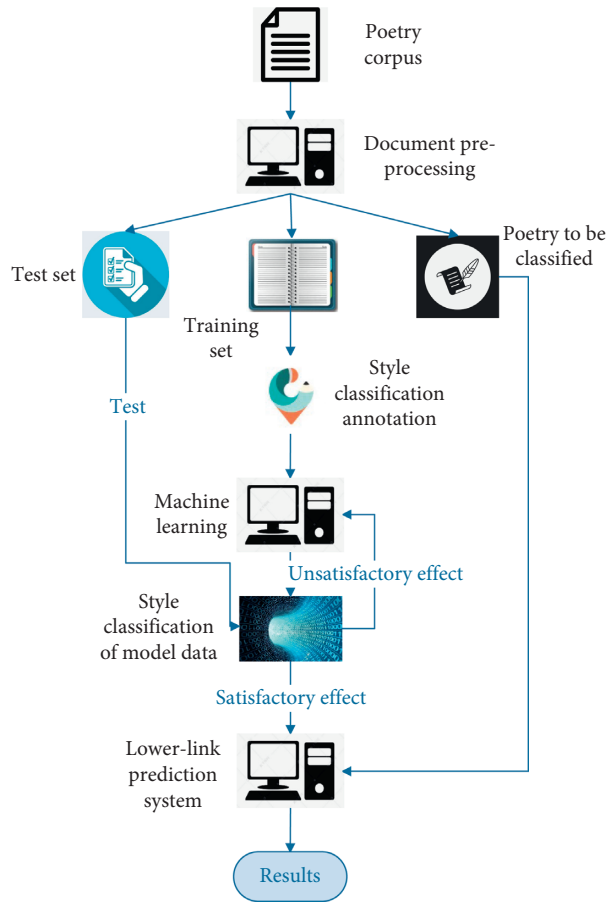 Poetry
corpus
Document pre-
processing
Test set
Poetry to be
classified
Training
set
Style
classification
annotation
Test
Machine
learning
Unsatisfactory effect
Style
classification
of model data
Satisfactory effect
Lower-link
prediction
system
Results